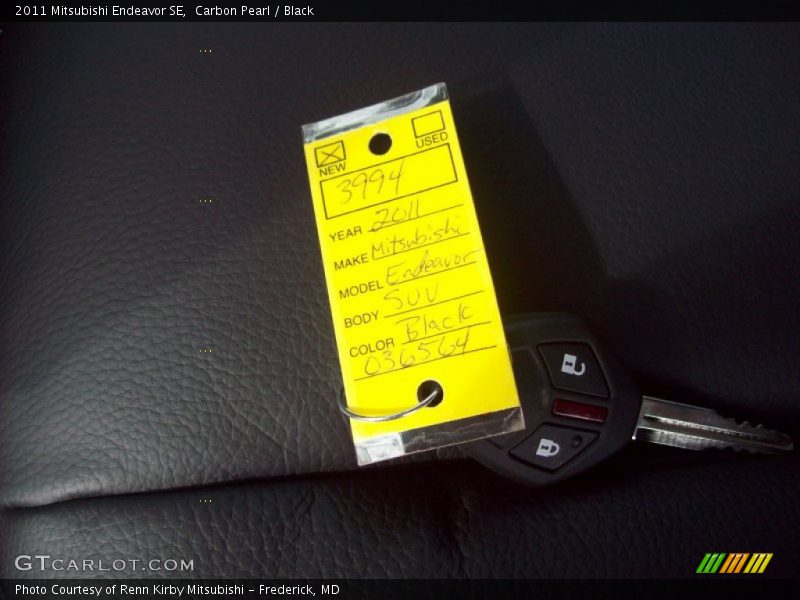 2011 Mitsubishi Endeavor SE,  Carbon Pearl / Black
NEW
USED
3994
YEAR 2011
MAKE Mitsubishi
MODEL Endeavor
BODY SUV
COLOR Black
036564
GTCARLOT.COM
Photo Courtesy of Renn Kirby Mitsubishi - Frederick, MD